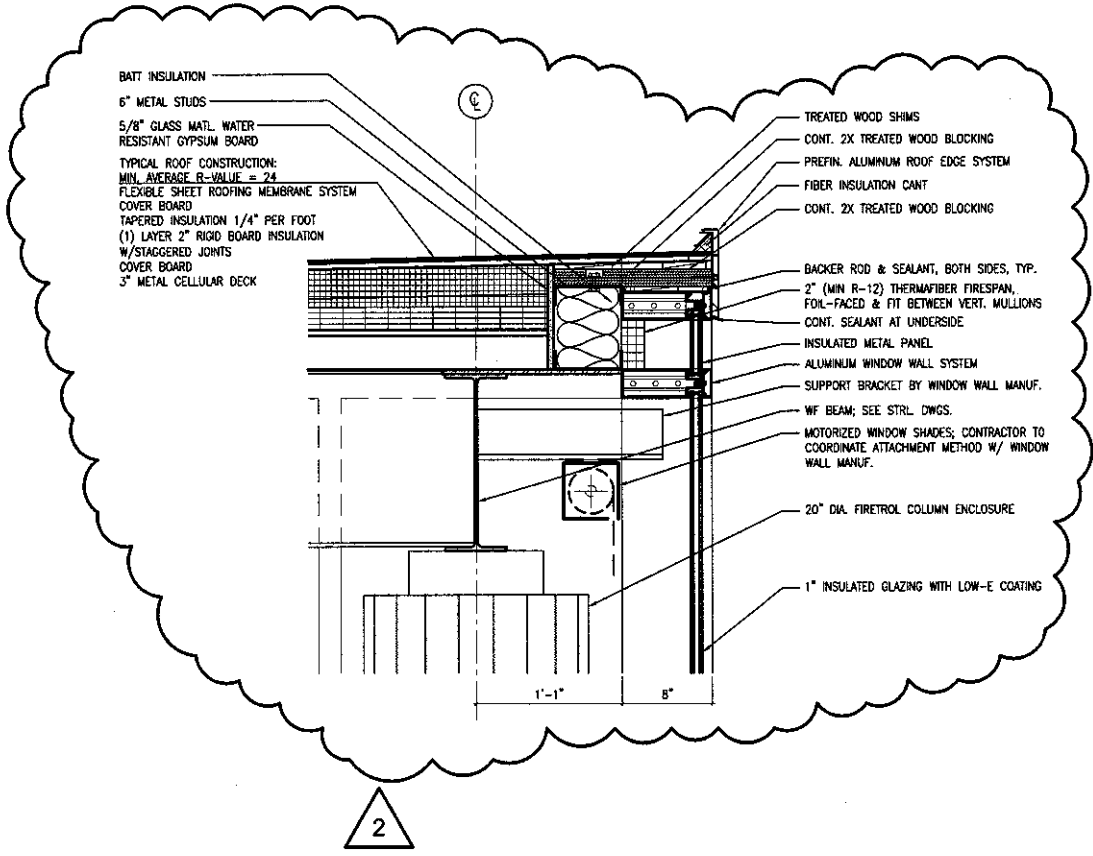 BATT INSULATION
6" METAL STUDS
5/8" GLASS MATL. WATER
RESISTANT GYPSUM BOARD
TYPICAL ROOF CONSTRUCTION:
MIN. AVERAGE R-VALUE = 24
FLEXIBLE SHEET ROOFING MEMBRANE SYSTEM
COVER BOARD
TAPERED INSULATION 1/4" PER FOOT
(1) LAYER 2" RIGID BOARD INSULATION
W/STAGGERED JOINTS
COVER BOARD
3" METAL CELLULAR DECK
CL
TREATED WOOD SHIMS
CONT. 2X TREATED WOOD BLOCKING
PREFIN. ALUMINUM ROOF EDGE SYSTEM
FIBER INSULATION CANT
CONT. 2X TREATED WOOD BLOCKING
BACKER ROD & SEALANT, BOTH SIDES, TYP.
2" (MIN R-12) THERMAFIBER FIRESPAN,
FOIL-FACED & FIT BETWEEN VERT. MULLIONS
CONT. SEALANT AT UNDERSIDE
INSULATED METAL PANEL
ALUMINUM WINDOW WALL SYSTEM
SUPPORT BRACKET BY WINDOW WALL MANUF.
WF BEAM; SEE STRL. DWGS.
MOTORIZED WINDOW SHADES; CONTRACTOR TO
COORDINATE ATTACHMENT METHOD W/ WINDOW
WALL MANUF.
20" DIA. FIRETROL COLUMN ENCLOSURE
1" INSULATED GLAZING WITH LOW-E COATING
1'-1"
8"
2